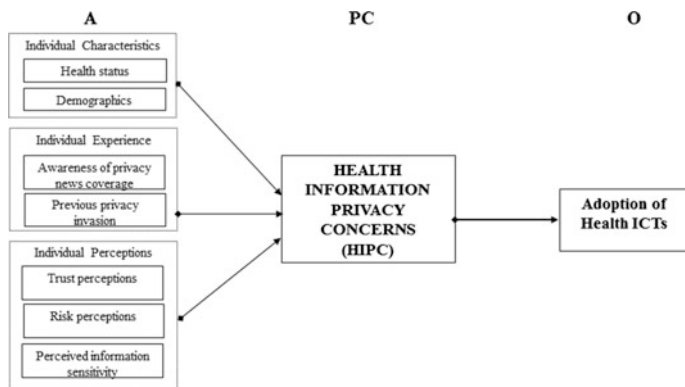 A
PC
O
Individual Characteristics
Health status
Demographics
Individual Experience
Awareness of privacy
news coverage
Previous privacy
invasion
Individual Perceptions
Trust perceptions
Risk perceptions
Perceived information
sensitivity
HEALTH
INFORMATION
PRIVACY
CONCERNS
(HIPC)
Adoption of
Health ICTs